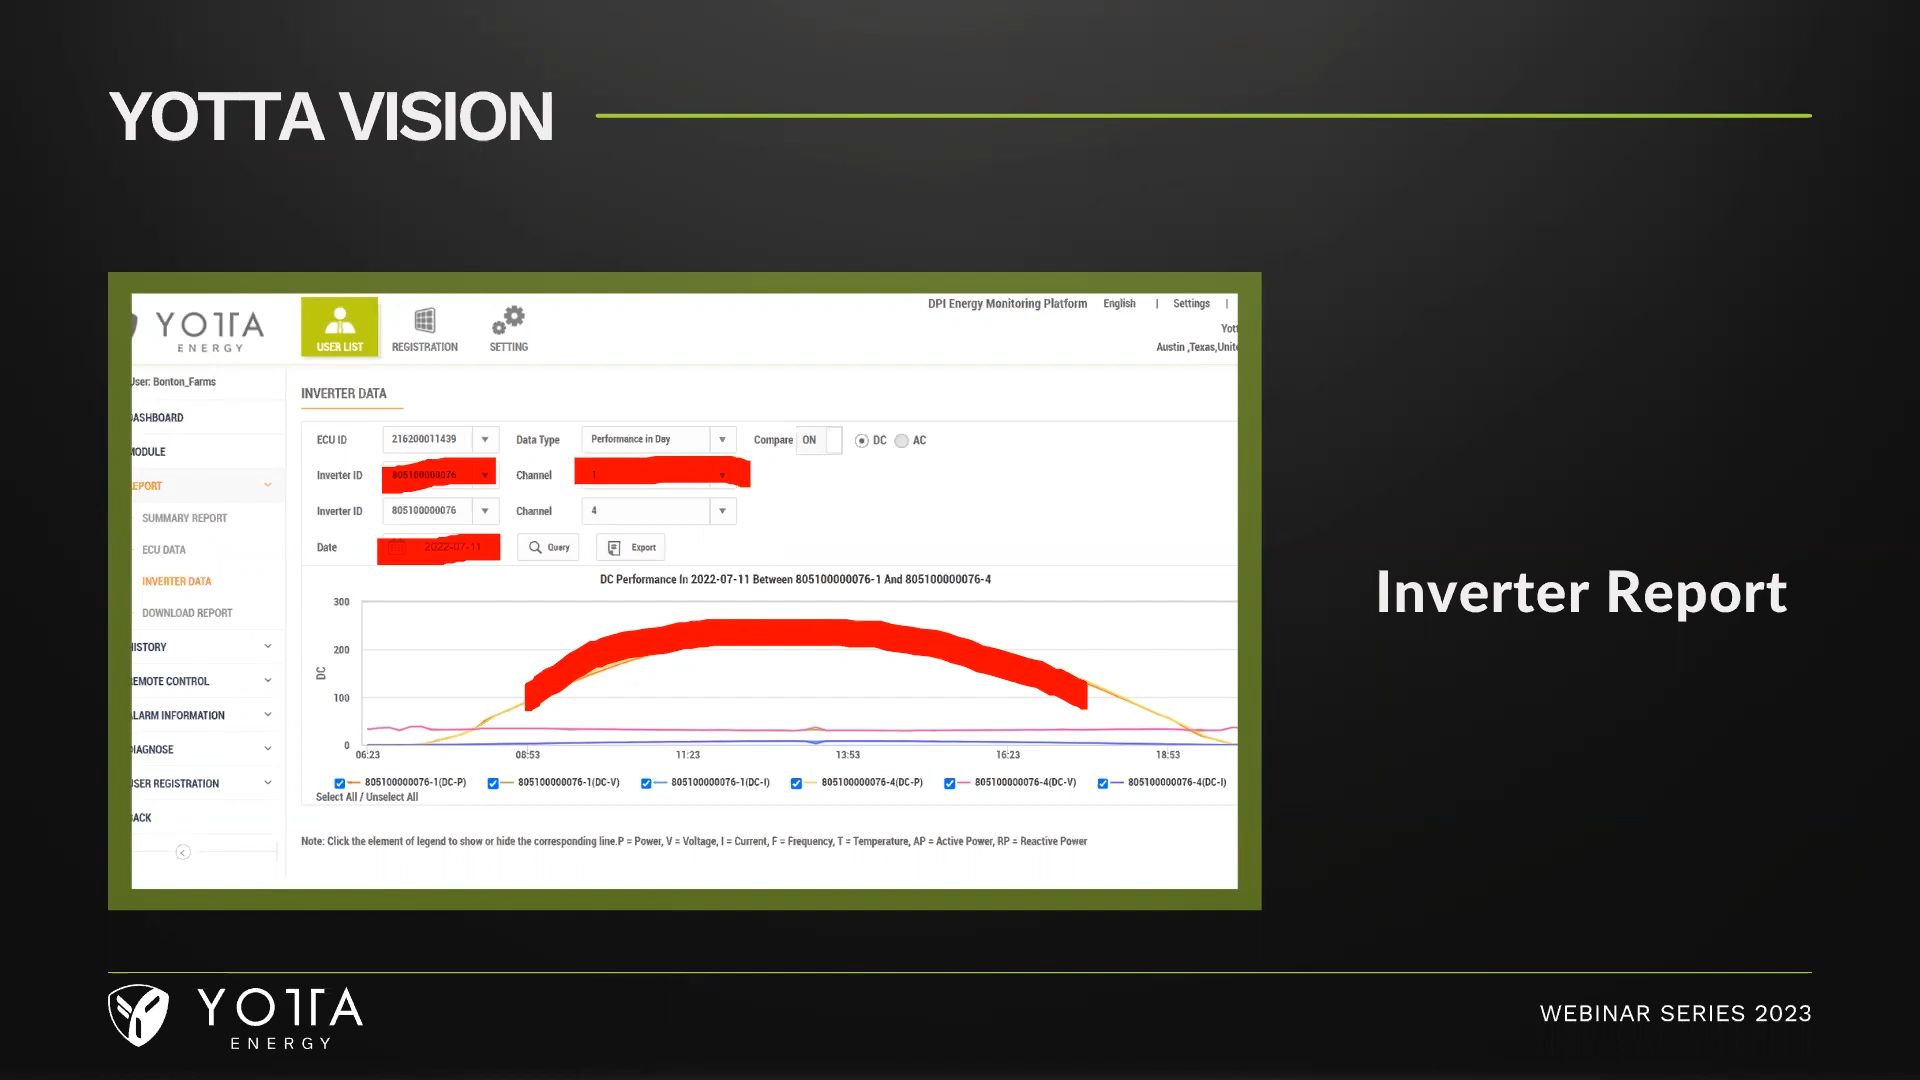 YOTTA VISION
YOTTA
ENERGY
USER LIST
REGISTRATION
SETTING
DPI Energy Monitoring Platform English | Settings |
Yott
Austin ,Texas,Unite
User: Bonton_Farms
DASHBOARD
MODULE
REPORT
SUMMARY REPORT
ECU DATA
INVERTER DATA
DOWNLOAD REPORT
HISTORY
REMOTE CONTROL
ALARM INFORMATION
DIAGNOSE
USER REGISTRATION
BACK
INVERTER DATA
ECU ID 216200011439 Data Type Performance in Day Compare ON DC AC
Inverter ID 805100000076 Channel 1
Inverter ID 805100000076 Channel 4
Date 2022-07-11 Query Export
DC Performance In 2022-07-11 Between 805100000076-1 And 805100000076-4
300
200
100
0
DC
06:23 08:53 11:23 13:53 16:23 18:53
805100000076-1(DC-P) 805100000076-1(DC-V) 805100000076-1(DC-I) 805100000076-4(DC-P) 805100000076-4(DC-V) 805100000076-4(DC-I)
Select All / Unselect All
Note: Click the element of legend to show or hide the corresponding line.P = Power, V = Voltage, I = Current, F = Frequency, T = Temperature, AP = Active Power, RP = Reactive Power
Inverter Report
YOTTA
ENERGY
WEBINAR SERIES 2023